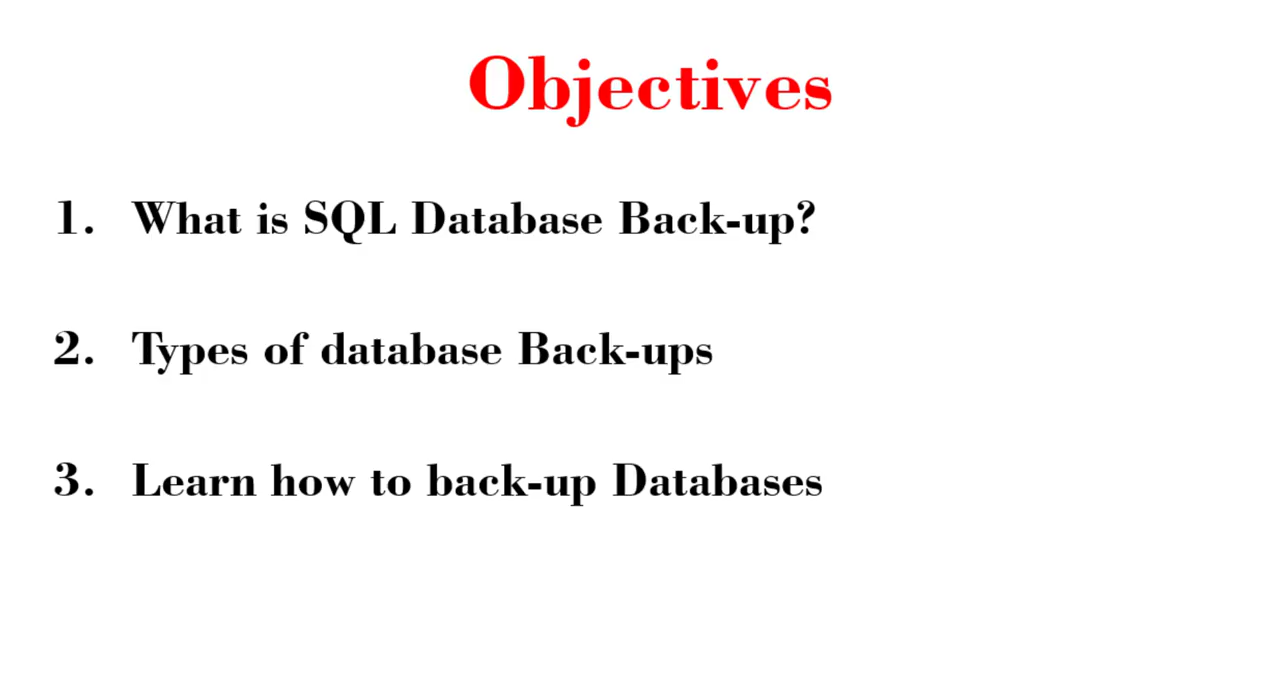 Objectives
1. What is SQL Database Back-up?
2. Types of database Back-ups
3. Learn how to back-up Databases